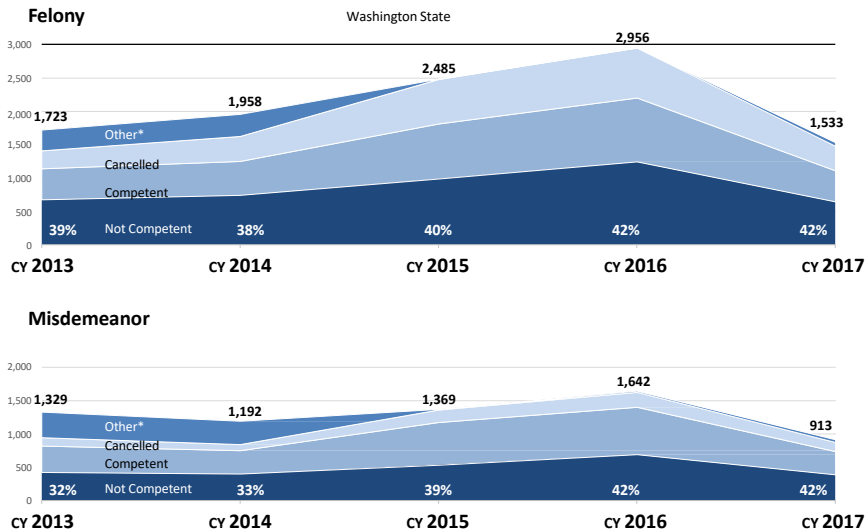 Felony
Washington State
3,000
2,956
2,500
2,485
2,000
1,958
1,723
1,500
1,533
Other*
1,000
Cancelled
Competent
500
39%
Not Competent
38%
40%
42%
42%
0
CY 2013
CY 2014
CY 2015
CY 2016
CY 2017
Misdemeanor
2,000
1,642
1,500
1,329
1,192
1,369
1,000
913
Other*
Cancelled
Competent
500
32%
Not Competent
33%
39%
42%
42%
0
CY 2013
CY 2014
CY 2015
CY 2016
CY 2017